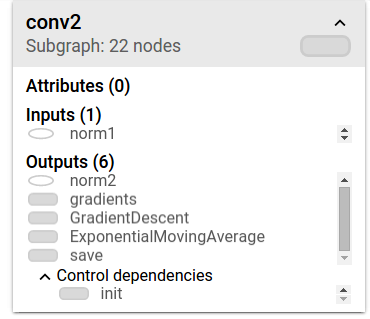 conv2
Subgraph: 22 nodes
Attributes (0)
Inputs (1)
norm1
Outputs (6)
norm2
gradients
GradientDescent
ExponentialMovingAverage
save
Control dependencies
init